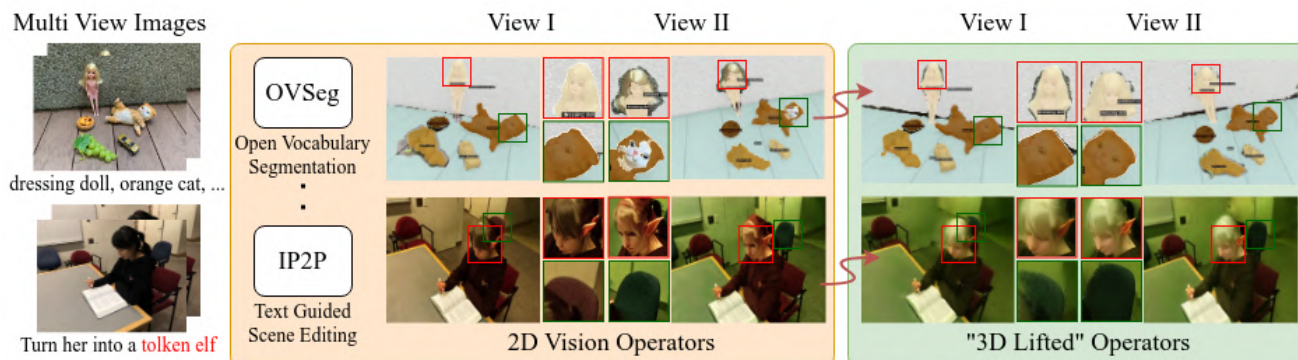 Multi View Images
View I
View II
View I
View II
OVSeg
Open Vocabulary
Segmentation
dressing doll, orange cat, ...
IP2P
Text Guided
Scene Editing
Turn her into a tolken elf
2D Vision Operators
"3D Lifted" Operators